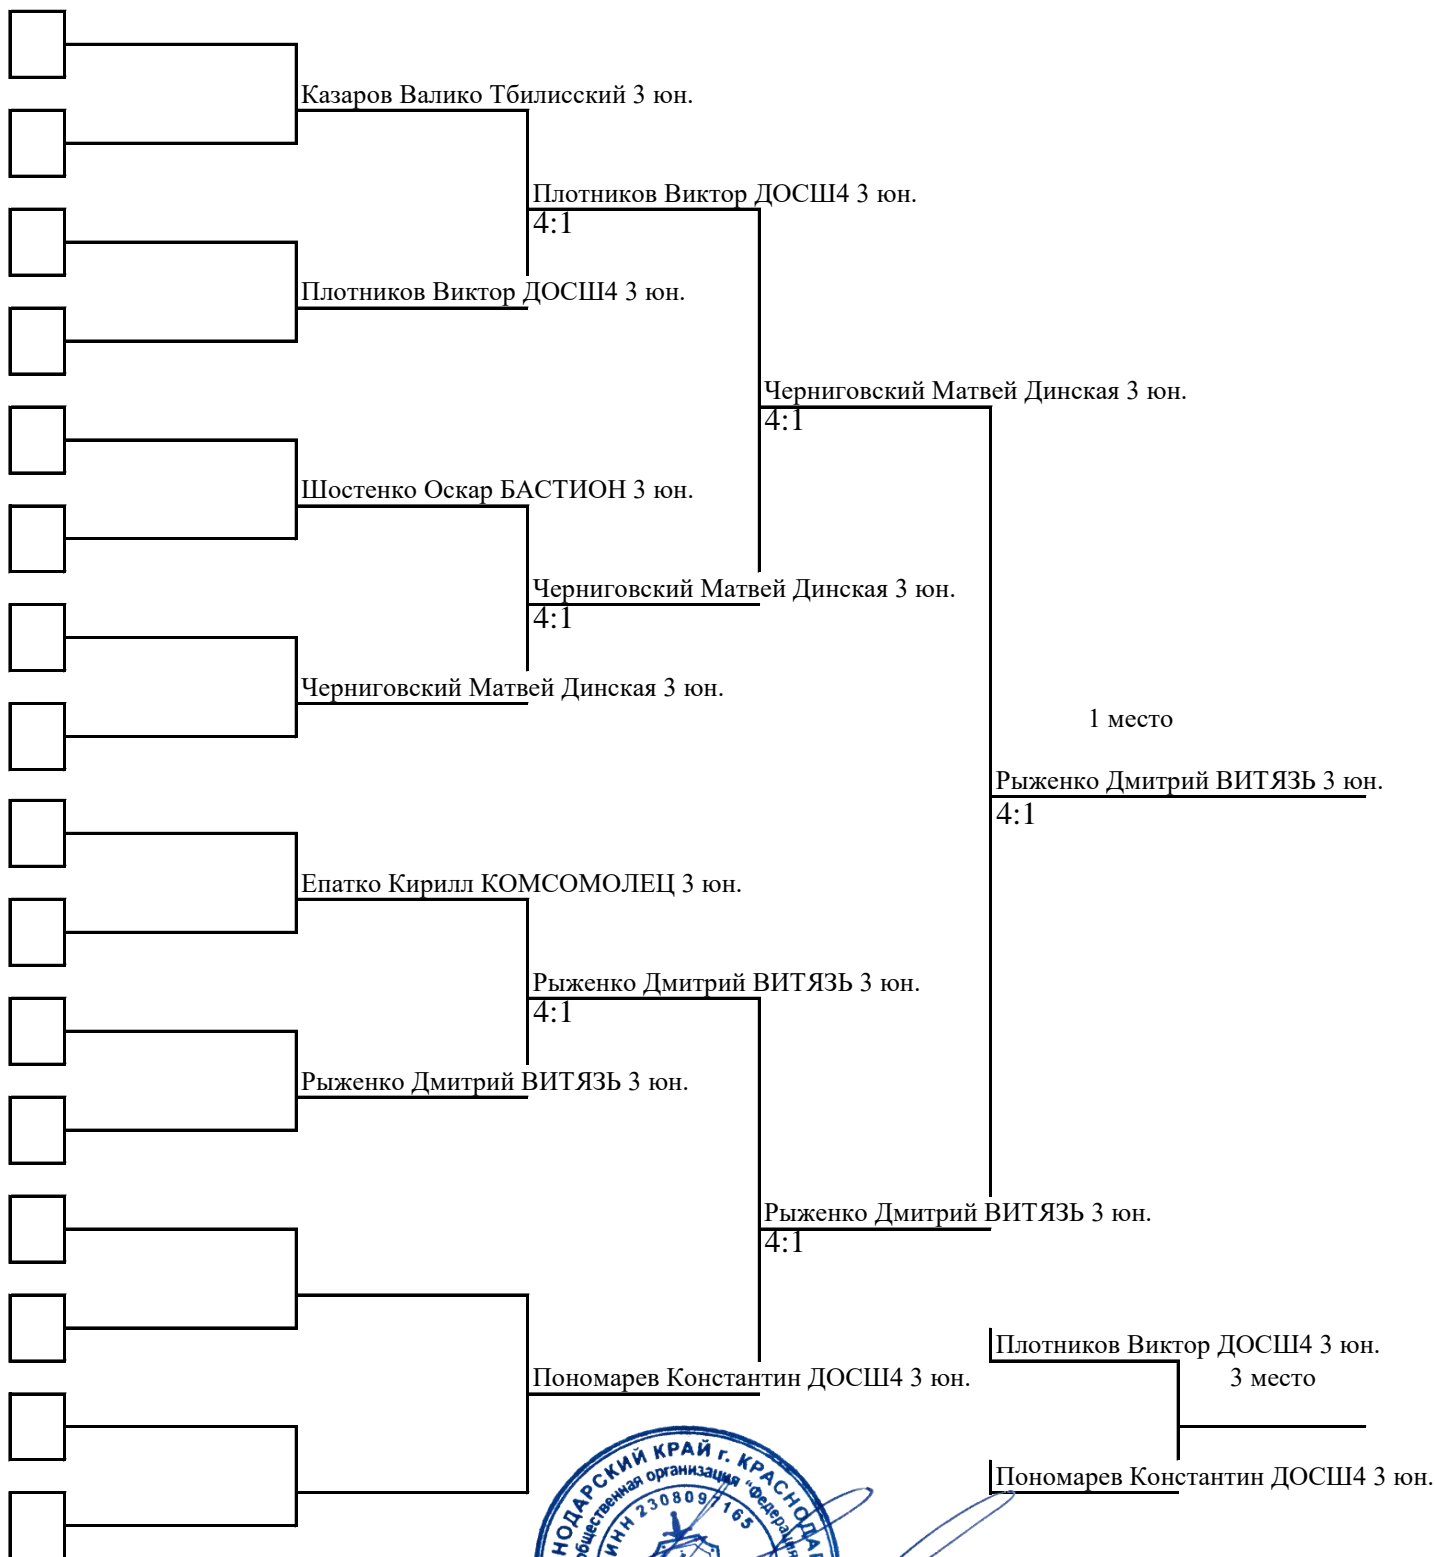 Казаров Валико Тбилисский 3 юн.
Плотников Виктор ДОСШ4 3 юн.
4:1
Плотников Виктор ДОСШ4 3 юн.
Черниговский Матвей Динская 3 юн.
4:1
Шостенко Оскар БАСТИОН 3 юн.
Черниговский Матвей Динская 3 юн.
4:1
Черниговский Матвей Динская 3 юн.
1 место
Рыженко Дмитрий ВИТЯЗЬ 3 юн.
4:1
Епатко Кирилл КОМСОМОЛЕЦ 3 юн.
Рыженко Дмитрий ВИТЯЗЬ 3 юн.
4:1
Рыженко Дмитрий ВИТЯЗЬ 3 юн.
Рыженко Дмитрий ВИТЯЗЬ 3 юн.
4:1
Плотников Виктор ДОСШ4 3 юн.
Пономарев Константин ДОСШ4 3 юн.
3 место
Пономарев Константин ДОСШ4 3 юн.
КРАЙ г.
общественная организация "Федерация
ИНН 2308097165